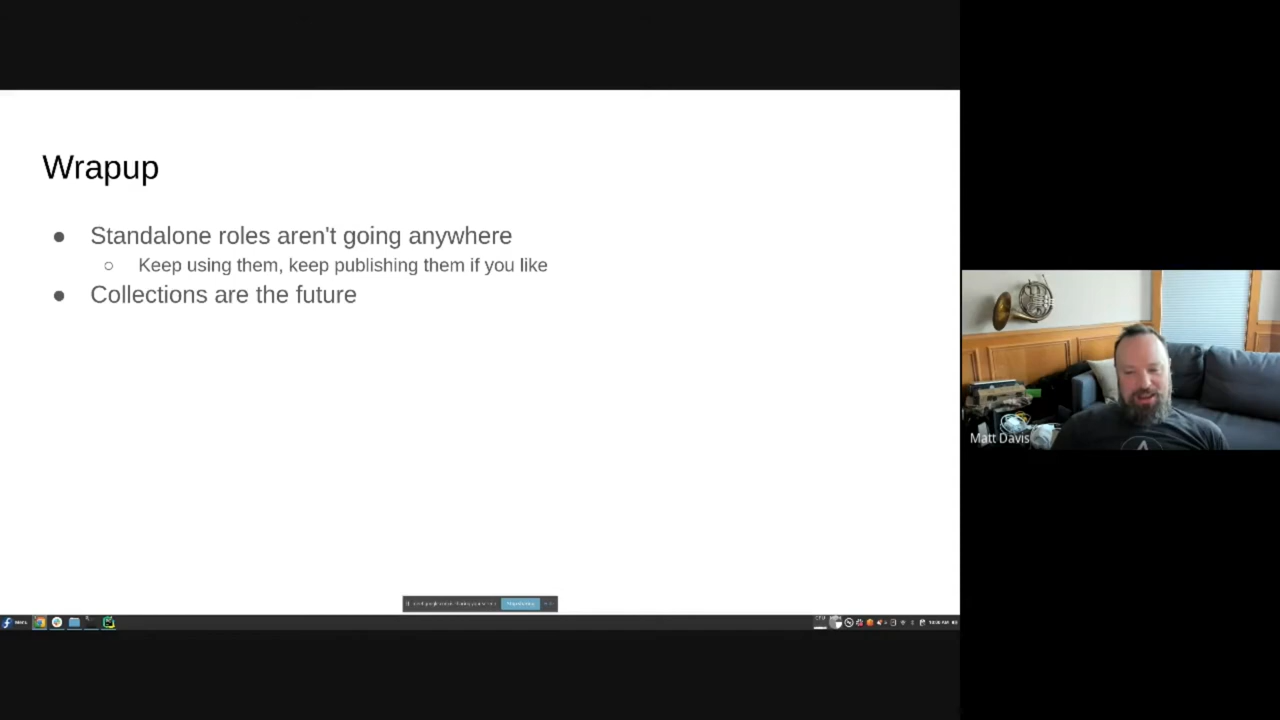 Wrapup
Standalone roles aren't going anywhere
Keep using them, keep publishing them if you like
Collections are the future
Matt Davis